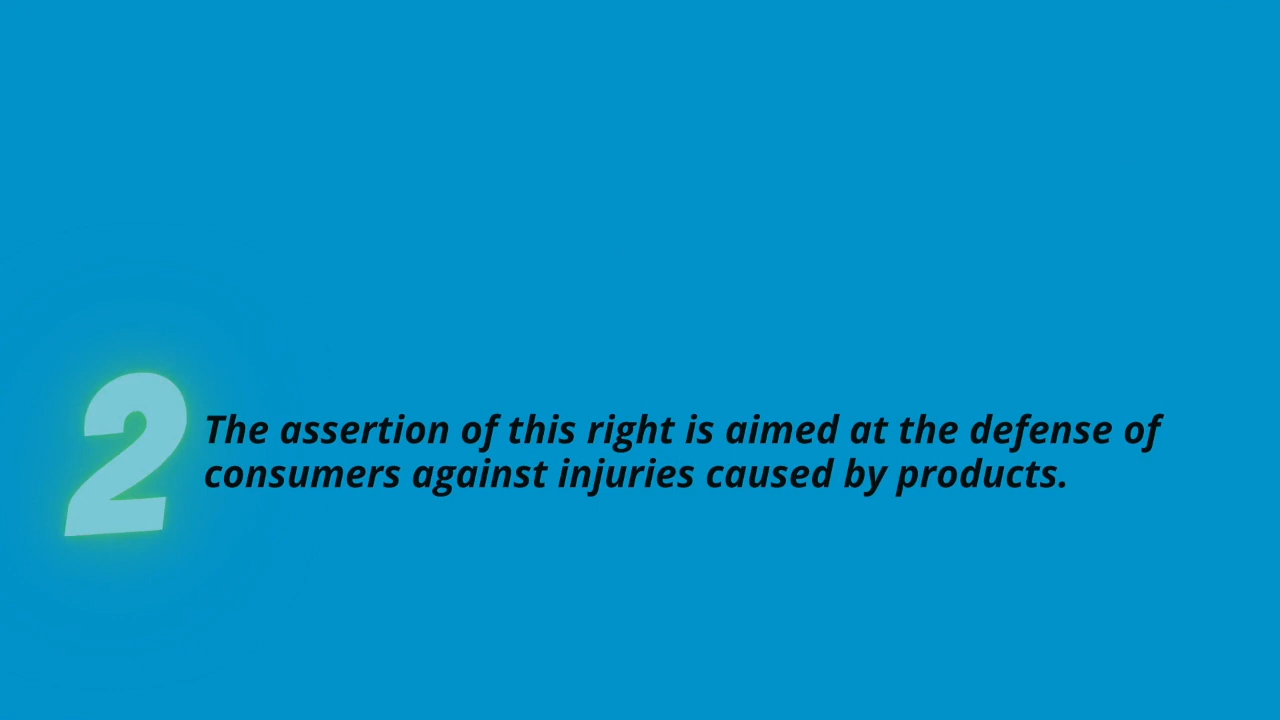 2
The assertion of this right is aimed at the defense of
consumers against injuries caused by products.